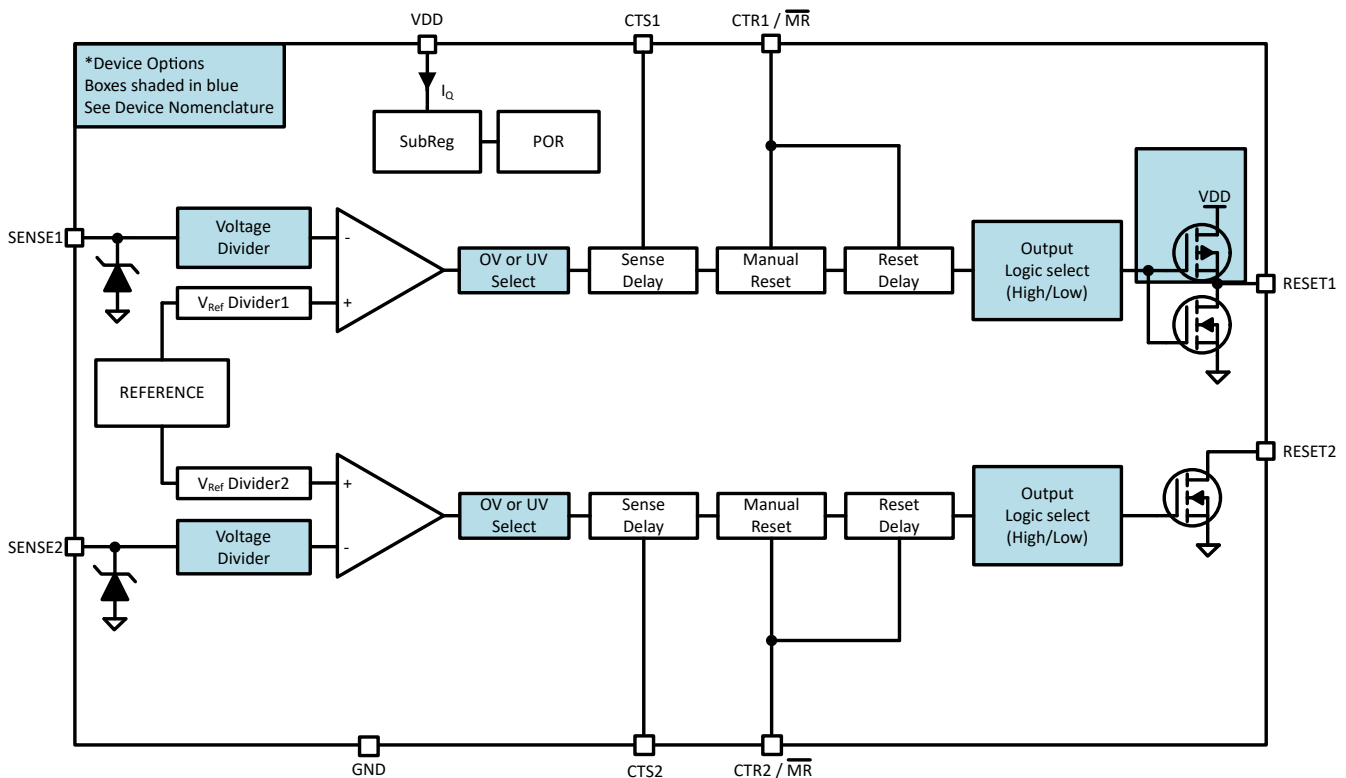 VDD
CTS1
CTR1 / MR
*Device Options
Boxes shaded in blue
See Device Nomenclature
IQ
SubReg
POR
VDD
SENSE1
Voltage
Divider
-
OV or UV
Select
Sense
Delay
Manual
Reset
Reset
Delay
Output
Logic select
(High/Low)
RESET1
VRef Divider1
+
REFERENCE
RESET2
VRef Divider2
+
OV or UV
Select
Sense
Delay
Manual
Reset
Reset
Delay
Output
Logic select
(High/Low)
SENSE2
Voltage
Divider
-
GND
CTS2
CTR2 / MR